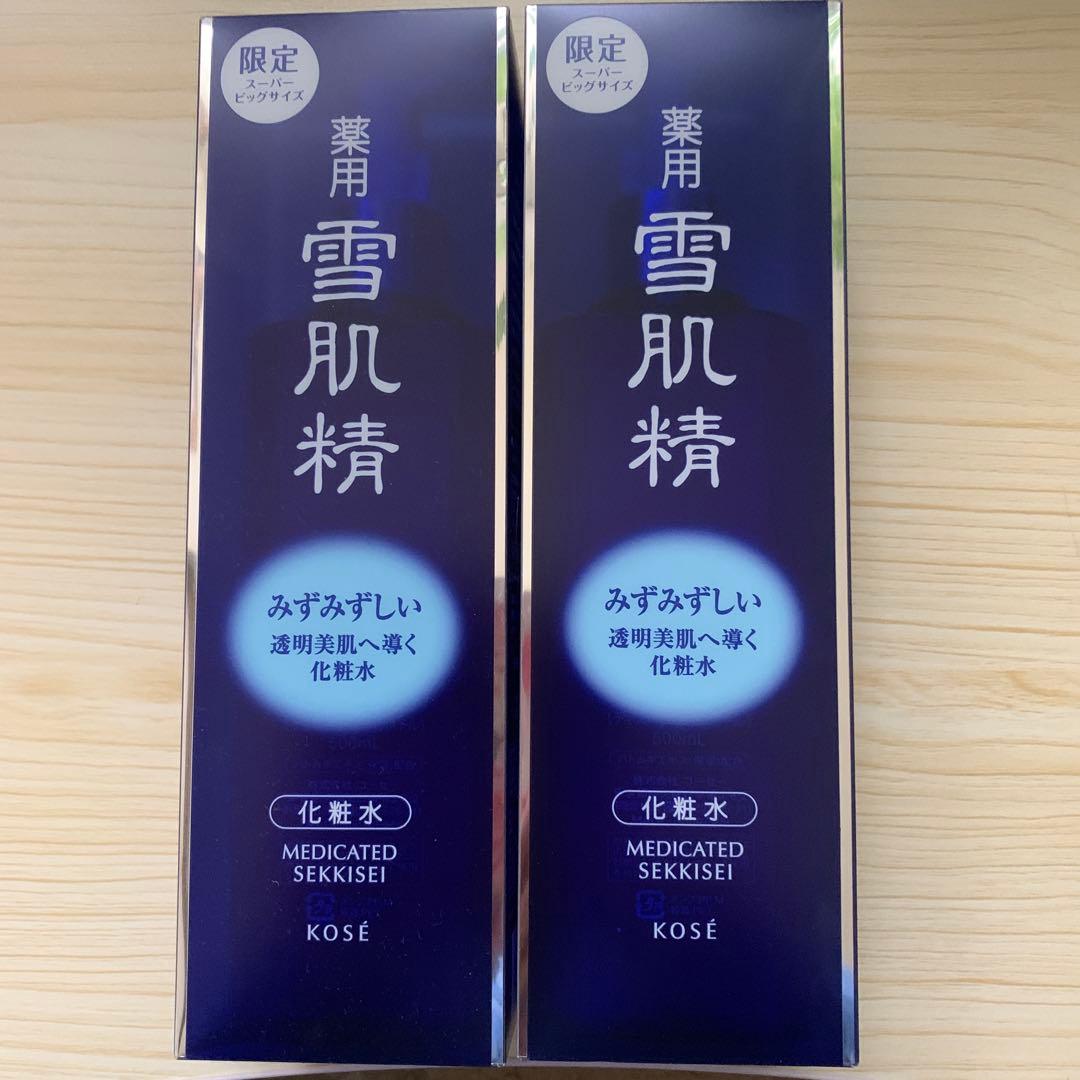 限定
スーパー
ビッグサイズ
薬用
雪肌精
みずみずしい
透明美肌へ導く
化粧水
化粧水
MEDICATED
SEKKISEI
KOSÉ
限定
スーパー
ビッグサイズ
薬用
雪肌精
みずみずしい
透明美肌へ導く
化粧水
化粧水
MEDICATED
SEKKISEI
KOSÉ